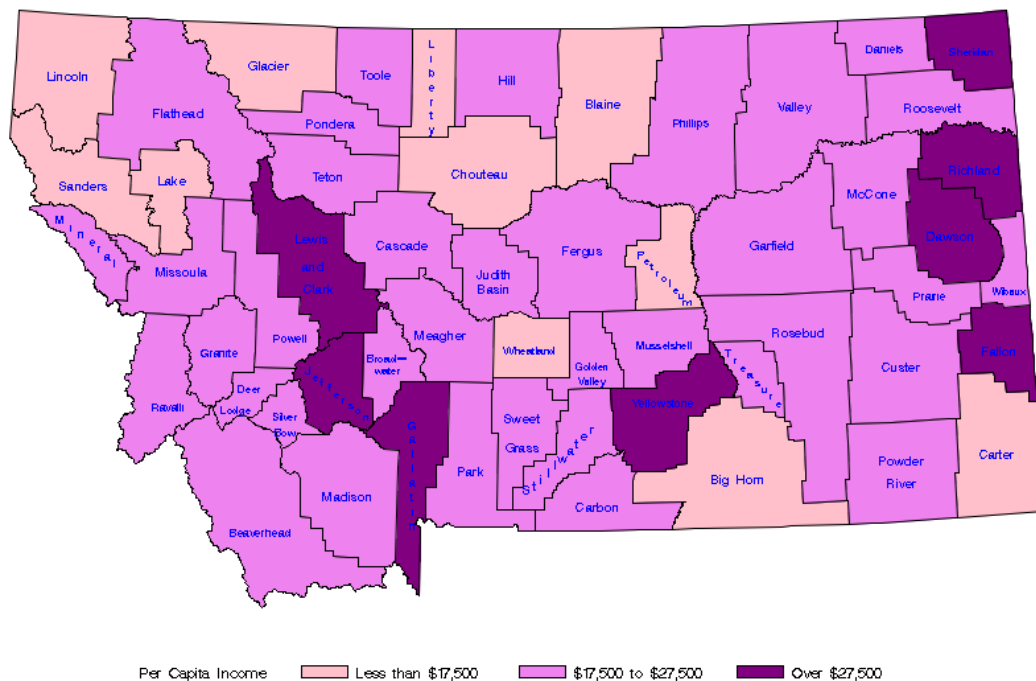 Lincoln
Glacier
Toole
Liberty
Hill
Blaine
Daniels
Sheridan
Flathead
Pondera
Phillips
Valley
Roosevelt
Sanders
Lake
Teton
Chouteau
McCone
Richland
Mineral
Missoula
Lewis
and
Clark
Cascade
Judith
Basin
Fergus
Petroleum
Garfield
Dawson
Prarie
Wibaux
Ravalli
Granite
Powell
Meagher
Wheatland
Golden
Valley
Musselshell
Treasure
Rosebud
Custer
Fallon
Deer
Lodge
Silver
Bow
Jefferson
Broad-
water
Gallatin
Park
Sweet
Grass
Stillwater
Yellowstone
Big Horn
Powder
River
Carter
Beaverhead
Madison
Carbon
Per Capita Income
Less than $17,500
$17,500 to $27,500
Over $27,500